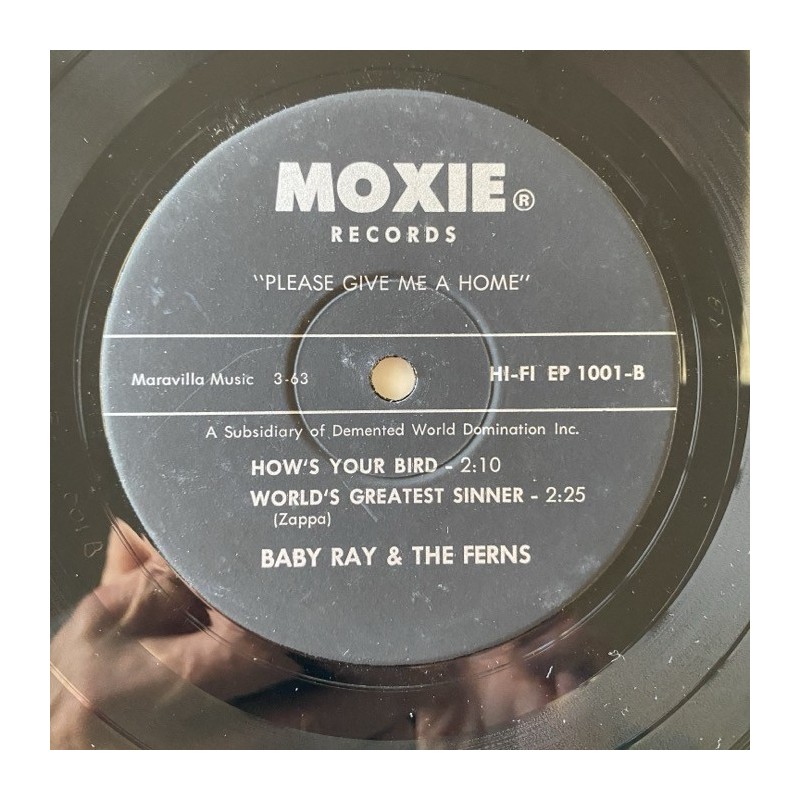 MOXIE ®
RECORDS
"PLEASE GIVE ME A HOME"
Maravilla Music 3-63 HI-FI EP 1001-B
A Subsidiary of Demented World Domination Inc.
HOW'S YOUR BIRD - 2:10
WORLD'S GREATEST SINNER - 2:25
(Zappa)
BABY RAY & THE FERNS